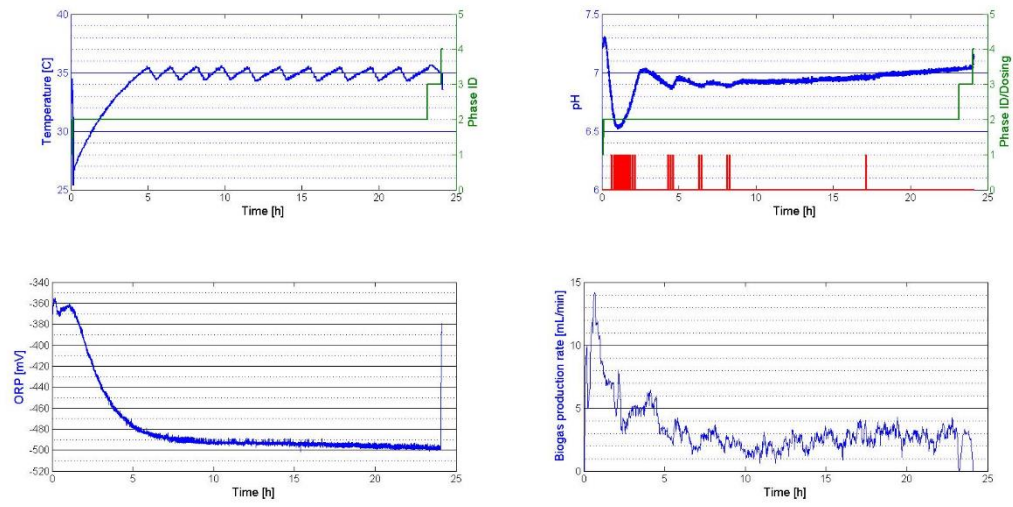 40
35
30
25
Temperature [C]
5
4
3
2
1
0
Phase ID
0 5 10 15 20 25
Time [h]
7.5
7
6.5
6
pH
5
4
3
2
1
0
Phase ID/Dosing
0 5 10 15 20 25
Time [h]
-340
-360
-380
-400
-420
-440
-460
-480
-500
-520
ORP [mV]
0 5 10 15 20 25
Time [h]
15
10
5
0
Biogas production rate [mL/min]
0 5 10 15 20 25
Time [h]